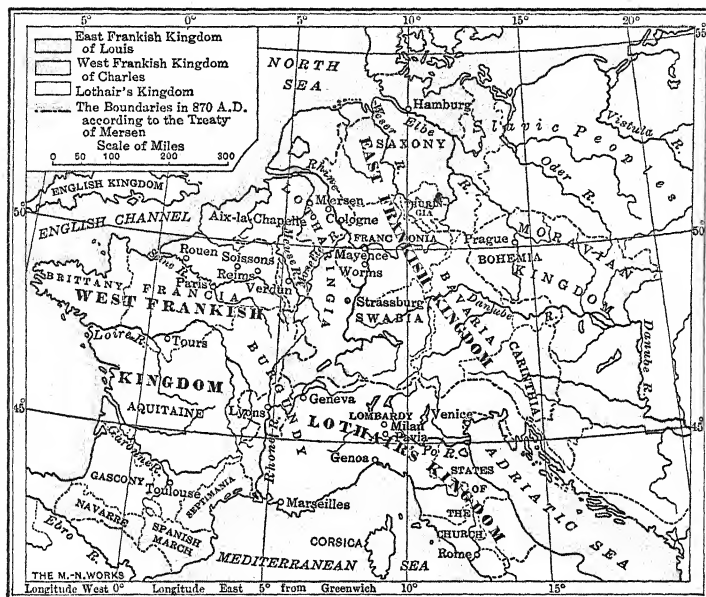 5° 0° 5° 10° 15° 20° 55°
East Frankish Kingdom
of Louis
West Frankish Kingdom
of Charles
Lothair's Kingdom
The Boundaries in 870 A.D.
according to the Treaty
of Mersen
Scale of Miles
0 100 200 300
NORTH
SEA
Hamburg
Weser R.
Elbe R.
SAXONY
Slavic Peoples
Vistula R.
Oder R.
ENGLISH KINGDOM
50°
ENGLISH CHANNEL
Rhine
LOTHARINGIA
Mersen
Cologne
Aix-la-Chapelle
EAST FRANKISH KINGDOM
THURIN-
GIA
FRANCONIA
Prague
50°
MORAVIAN
KINGDOM
BOHEMIA
Rouen
Soissons
Seine R.
Reims
Paris
Verdun
Meuse R.
Mayence
Worms
BRITTANY
FRANCIA
WEST FRANKISH
KINGDOM
Strassburg
SWABIA
BAVARIA
Danube R.
Danube R.
CARINTHIA
Loire R.
Tours
BURGUNDY
AQUITAINE
Geneva
Lyons
45°
LOTHAIR'S KINGDOM
LOMBARDY
Milan
Pavia
Venice
45°
Po R.
Genoa
Rhone R.
Garonne R.
GASCONY
Toulouse
SEPTIMANIA
Marseilles
NAVARRE
SPANISH
MARCH
Ebro R.
STATES
OF
THE
CHURCH
Rome
ADRIATIC SEA
CORSICA
MEDITERRANEAN SEA
THE M.-N. WORKS
Longitude West 0° Longitude East 5° from Greenwich 10° 15°